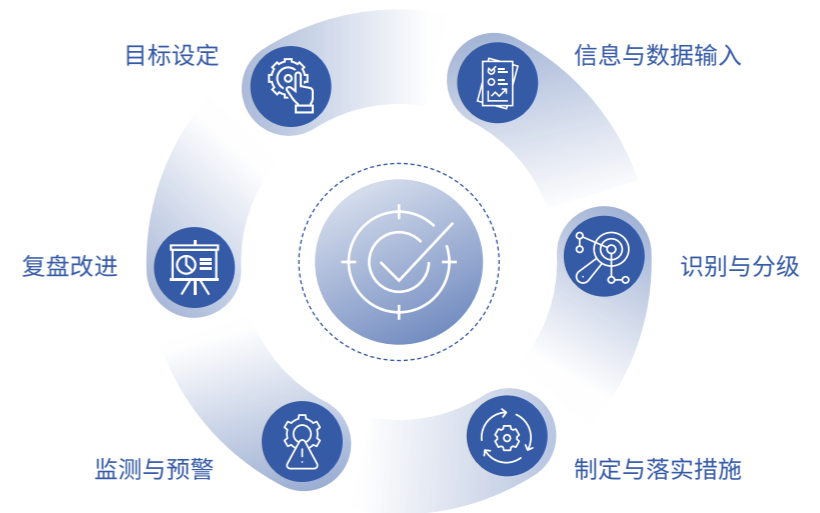 目标设定
信息与数据输入
识别与分级
制定与落实措施
监测与预警
复盘改进